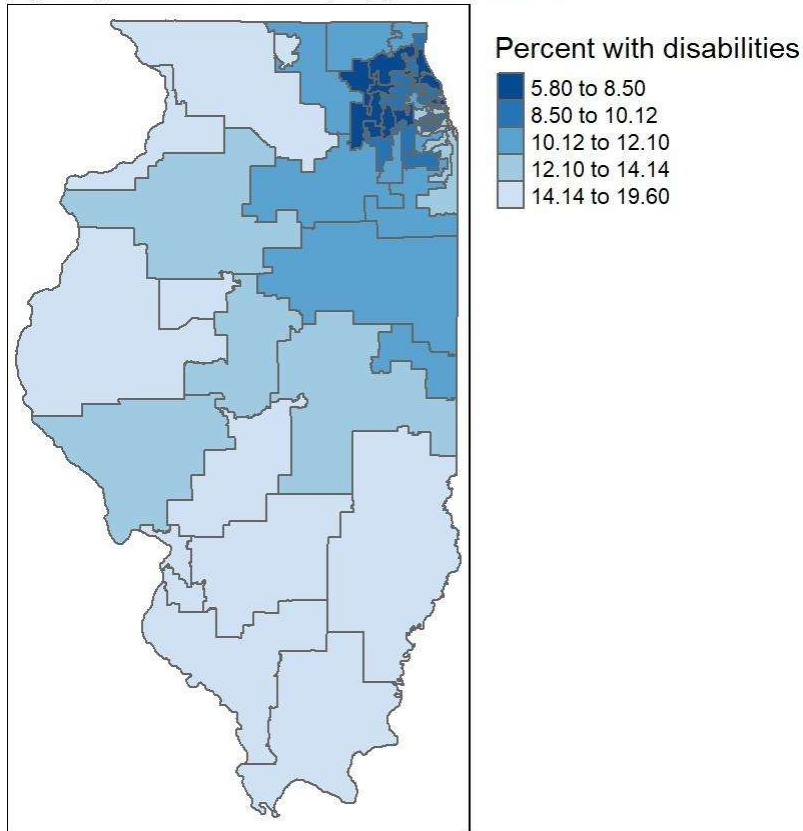 Percent with disabilities
5.80 to 8.50
8.50 to 10.12
10.12 to 12.10
12.10 to 14.14
14.14 to 19.60